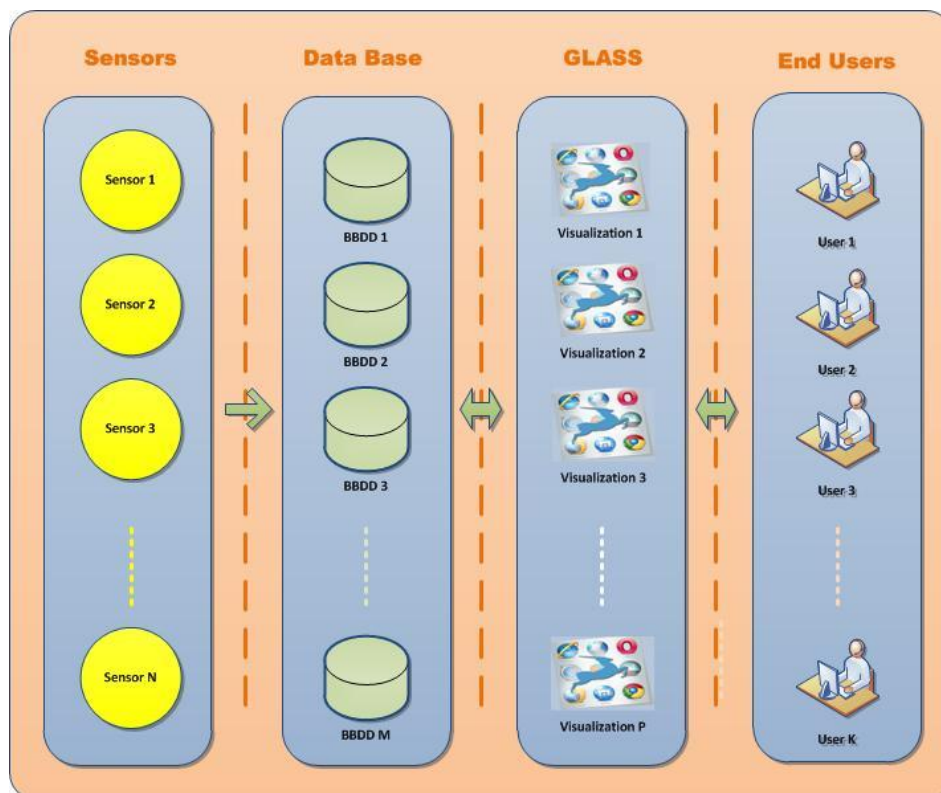 Sensors
Data Base
GLASS
End Users
Sensor 1
Sensor 2
Sensor 3
Sensor N
BBDD 1
BBDD 2
BBDD 3
BBDD M
Visualization 1
Visualization 2
Visualization 3
Visualization P
User 1
User 2
User 3
User K